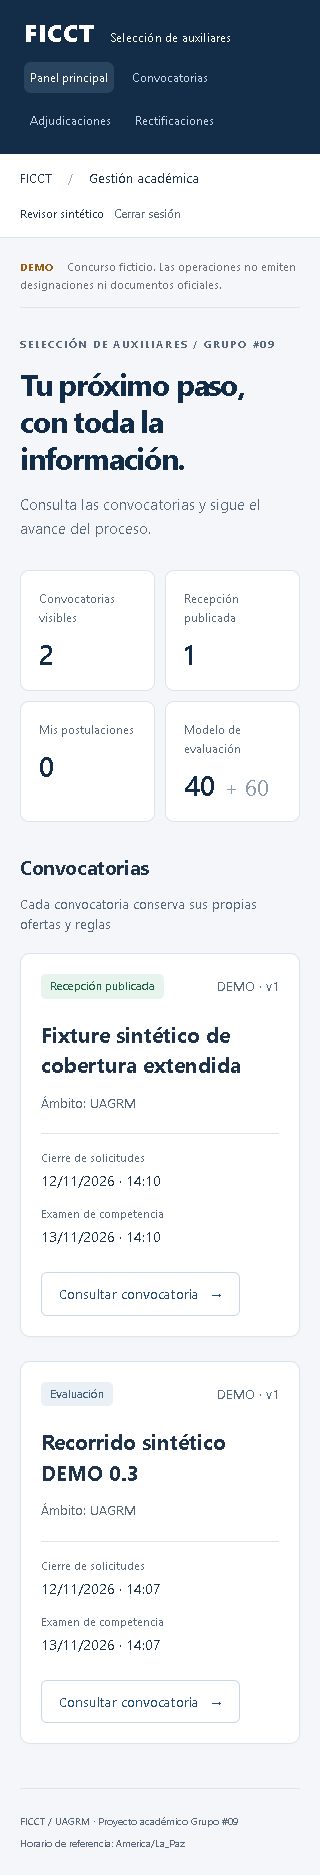 FICCT Selección de auxiliares
Panel principal Convocatorias
Adjudicaciones Rectificaciones
FICCT / Gestión académica
Revisor sintético Cerrar sesión
DEMO Concurso ficticio. Las operaciones no emiten
designaciones ni documentos oficiales.
SELECCIÓN DE AUXILIARES / GRUPO #09
Tu próximo paso,
con toda la
información.
Consulta las convocatorias y sigue el
avance del proceso.
Convocatorias
visibles
2
Recepción
publicada
1
Mis postulaciones
0
Modelo de
evaluación
40 + 60
Convocatorias
Cada convocatoria conserva sus propias
ofertas y reglas
Recepción publicada DEMO · v1
Fixture sintético de
cobertura extendida
Ámbito: UAGRM
Cierre de solicitudes
12/11/2026 · 14:10
Examen de competencia
13/11/2026 · 14:10
Consultar convocatoria →
Evaluación DEMO · v1
Recorrido sintético
DEMO 0.3
Ámbito: UAGRM
Cierre de solicitudes
12/11/2026 · 14:07
Examen de competencia
13/11/2026 · 14:07
Consultar convocatoria →
FICCT / UAGRM · Proyecto académico Grupo #09
Horario de referencia: America/La_Paz